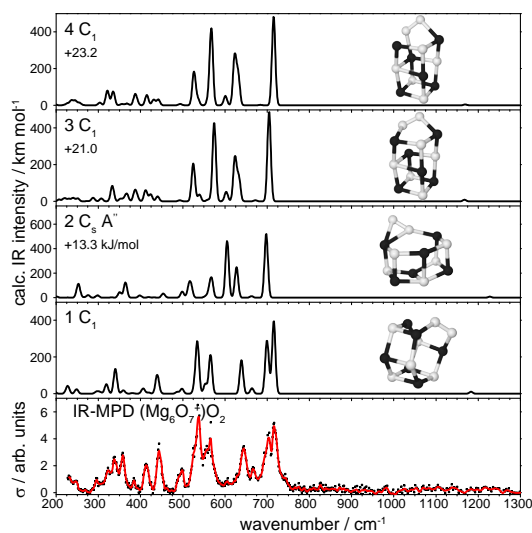 4 C₁
+23.2
400
200
0
3 C₁
+21.0
400
200
0
2 Cₛ A"
+13.3 kJ/mol
600
400
200
0
1 C₁
400
200
0
calc. IR intensity / km mol⁻¹
IR-MPD (Mg₆O₇⁺)O₂
6
4
2
0
σ / arb. units
200 300 400 500 600 700 800 900 1000 1100 1200 1300
wavenumber / cm⁻¹